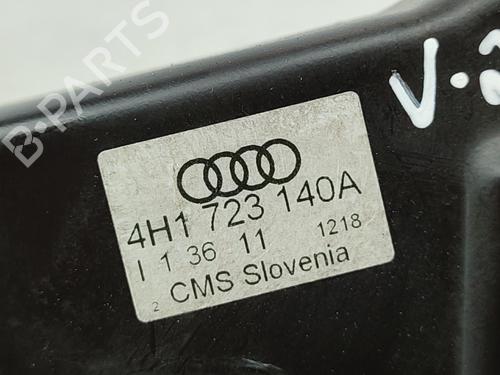 B-PARTS
V.
4H1 723 140A
I 1 36 11 1218
2 CMS Slovenia